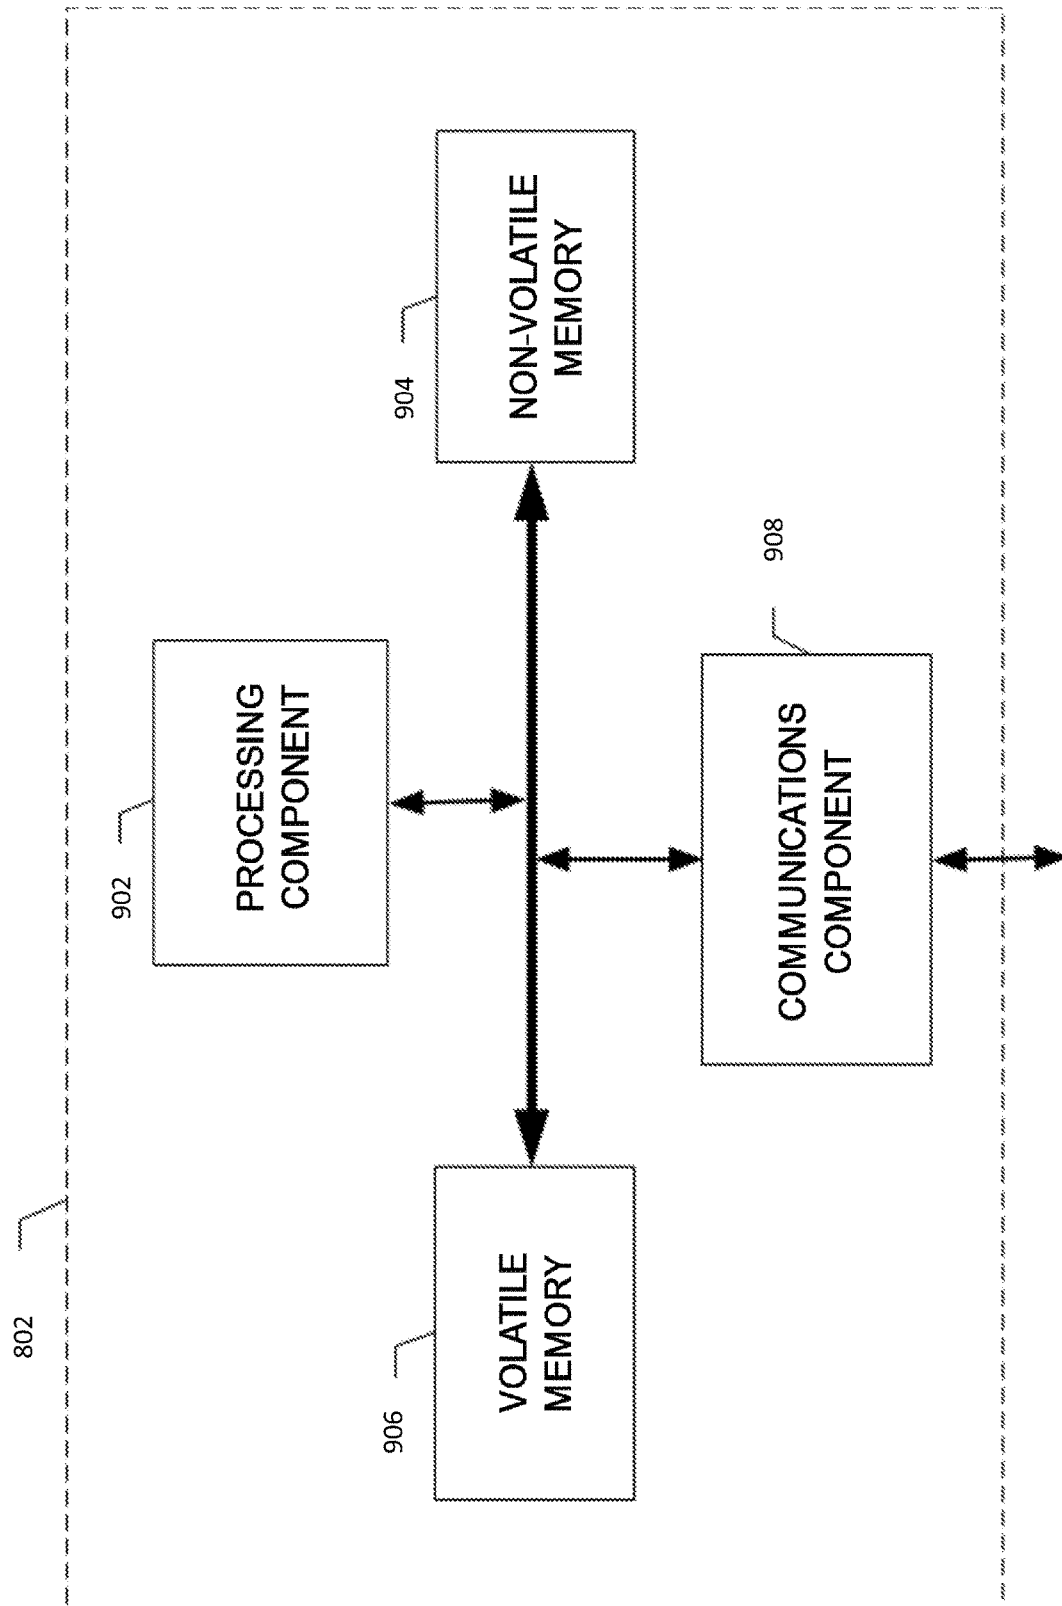 802
902
PROCESSING
COMPONENT
906
VOLATILE
MEMORY
904
NON-VOLATILE
MEMORY
908
COMMUNICATIONS
COMPONENT